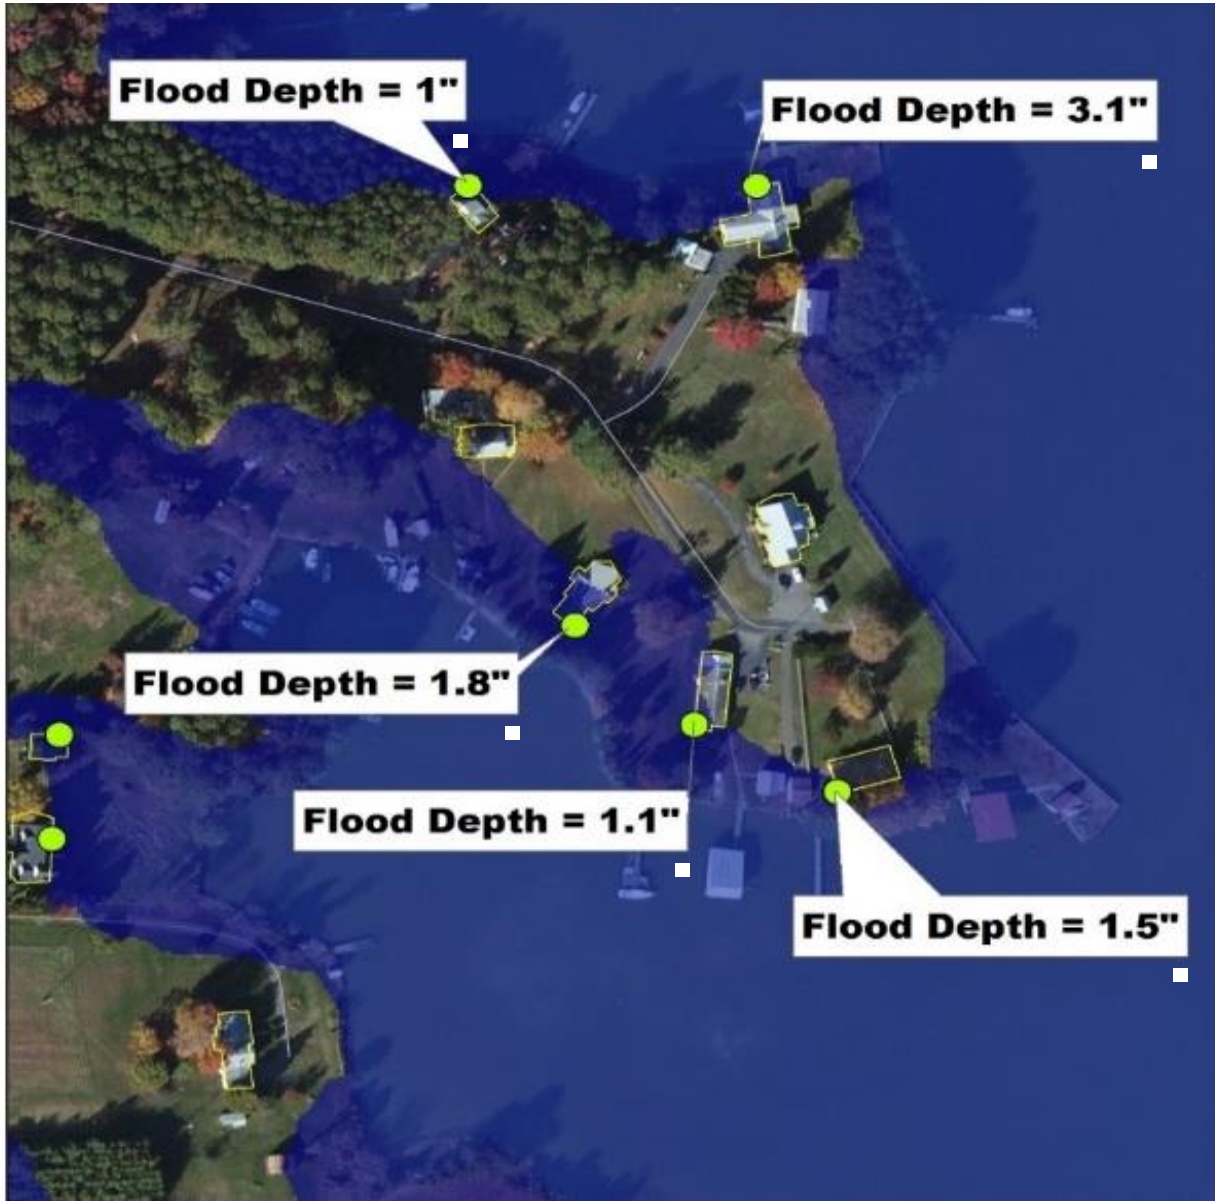 Flood Depth = 1"
Flood Depth = 3.1"
Flood Depth = 1.8"
Flood Depth = 1.1"
Flood Depth = 1.5"